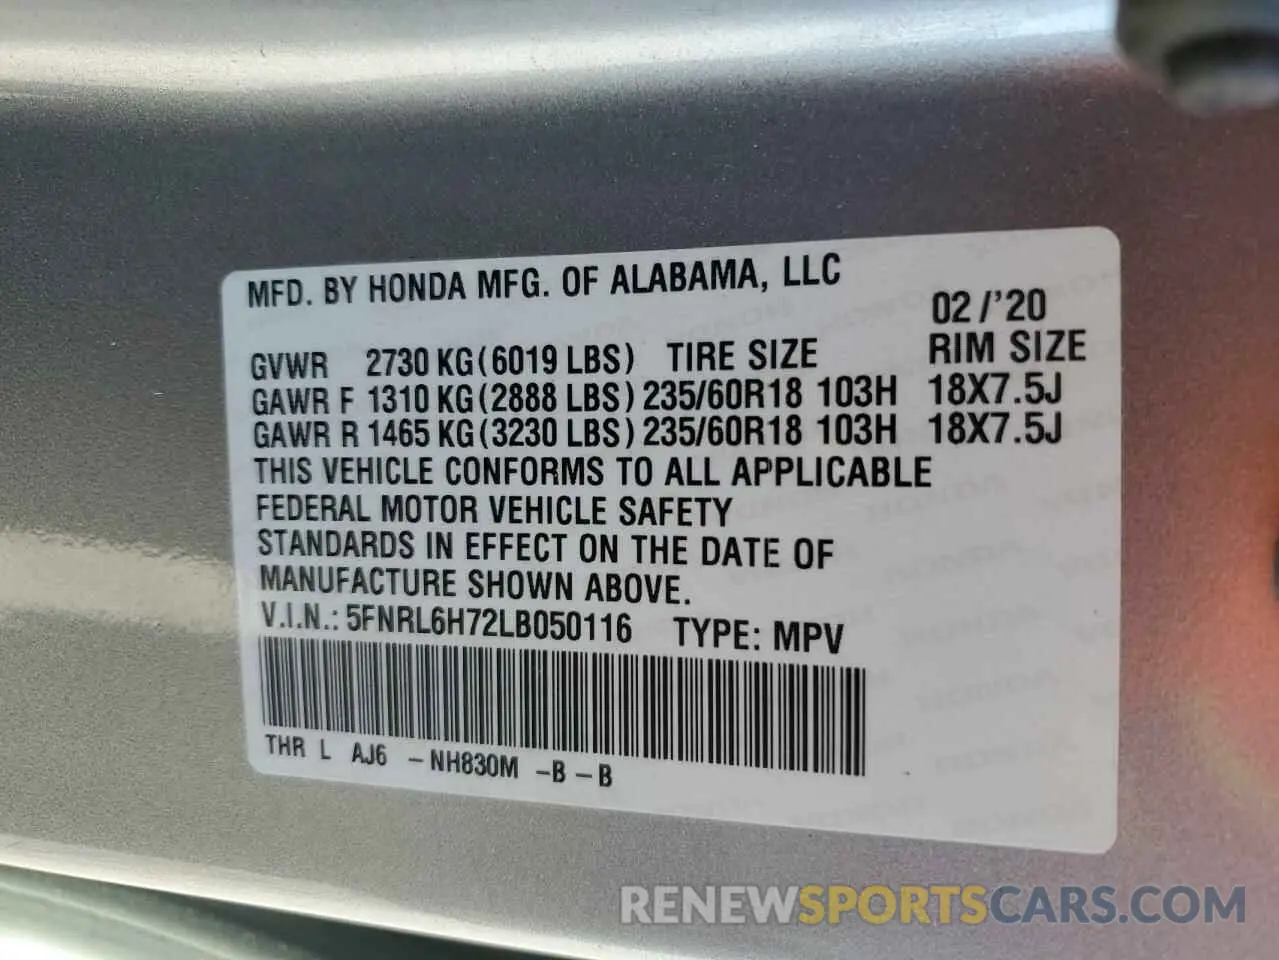 MFD. BY HONDA MFG. OF ALABAMA, LLC
02 /'20
GVWR 2730 KG(6019 LBS) TIRE SIZE RIM SIZE
GAWR F 1310 KG(2888 LBS) 235/60R18 103H 18X7.5J
GAWR R 1465 KG(3230 LBS) 235/60R18 103H 18X7.5J
THIS VEHICLE CONFORMS TO ALL APPLICABLE
FEDERAL MOTOR VEHICLE SAFETY
STANDARDS IN EFFECT ON THE DATE OF
MANUFACTURE SHOWN ABOVE.
V.I.N.: 5FNRL6H72LB050116 TYPE: MPV
THR L AJ6 -NH830M -B-B
RENEWSPORTSCARS.COM